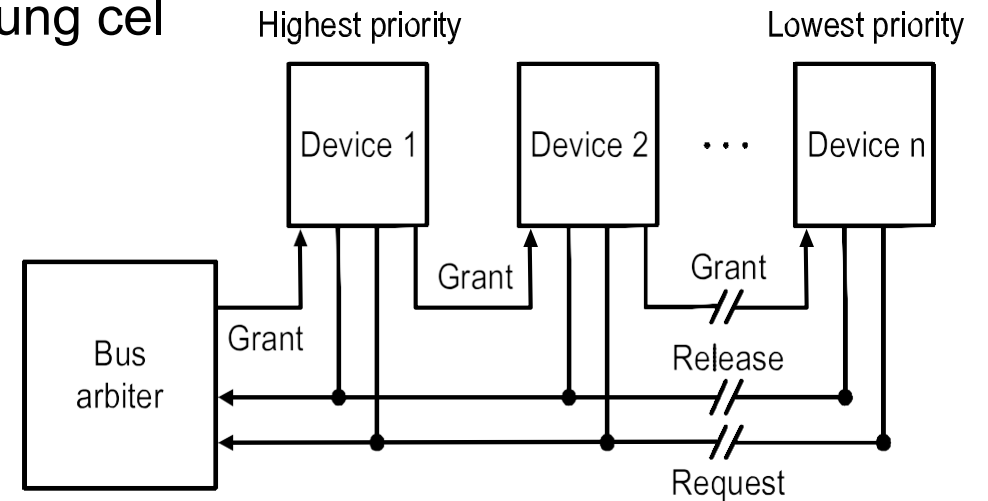 ung cel
Highest priority
Lowest priority
Device 1
Device 2
...
Device n
Grant
Grant
Grant
Bus
arbiter
Release
Request